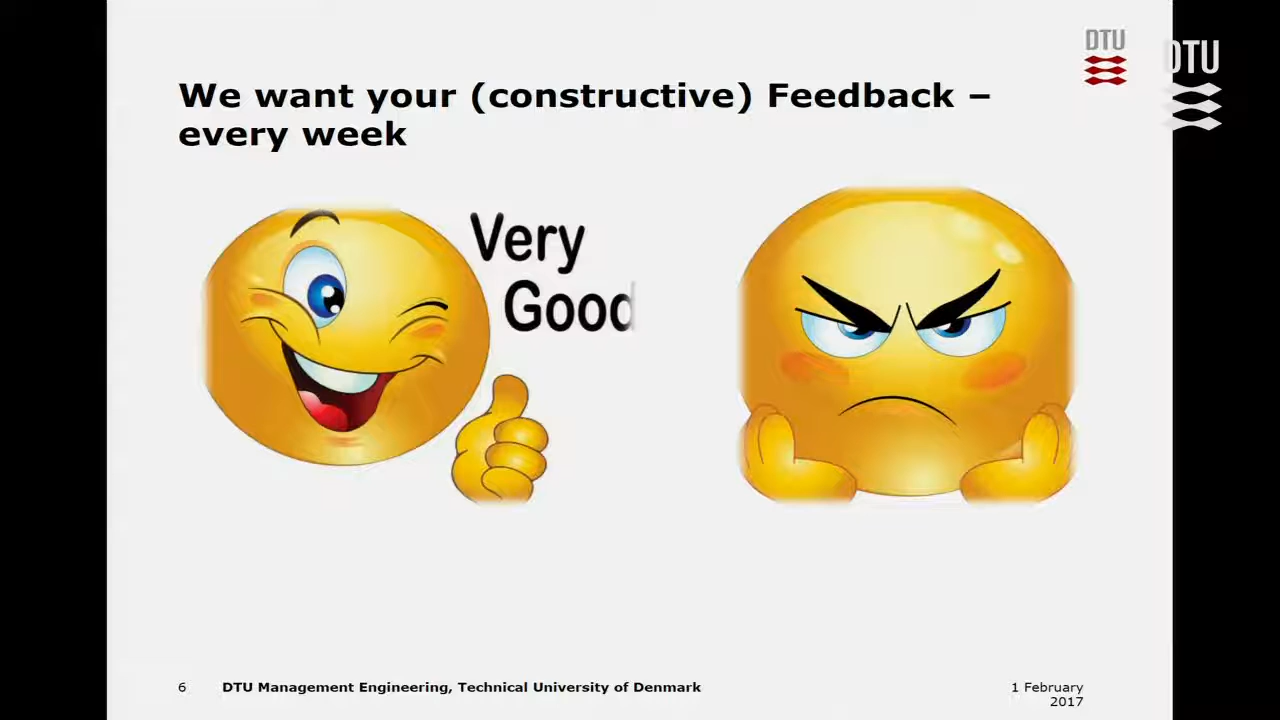 DTU
DTU
We want your (constructive) Feedback –
every week
Very
Good
6
DTU Management Engineering, Technical University of Denmark
1 February
2017